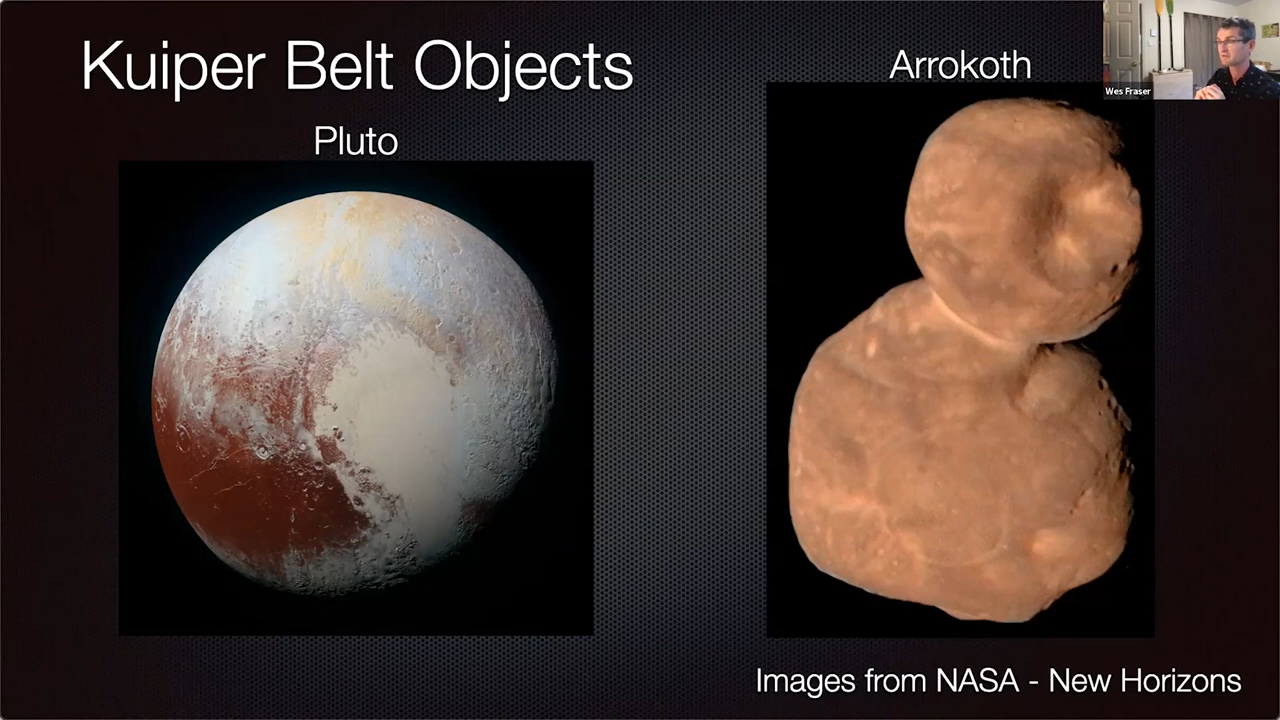 Kuiper Belt Objects
Pluto
Arrokoth
Wes Fraser
Images from NASA - New Horizons